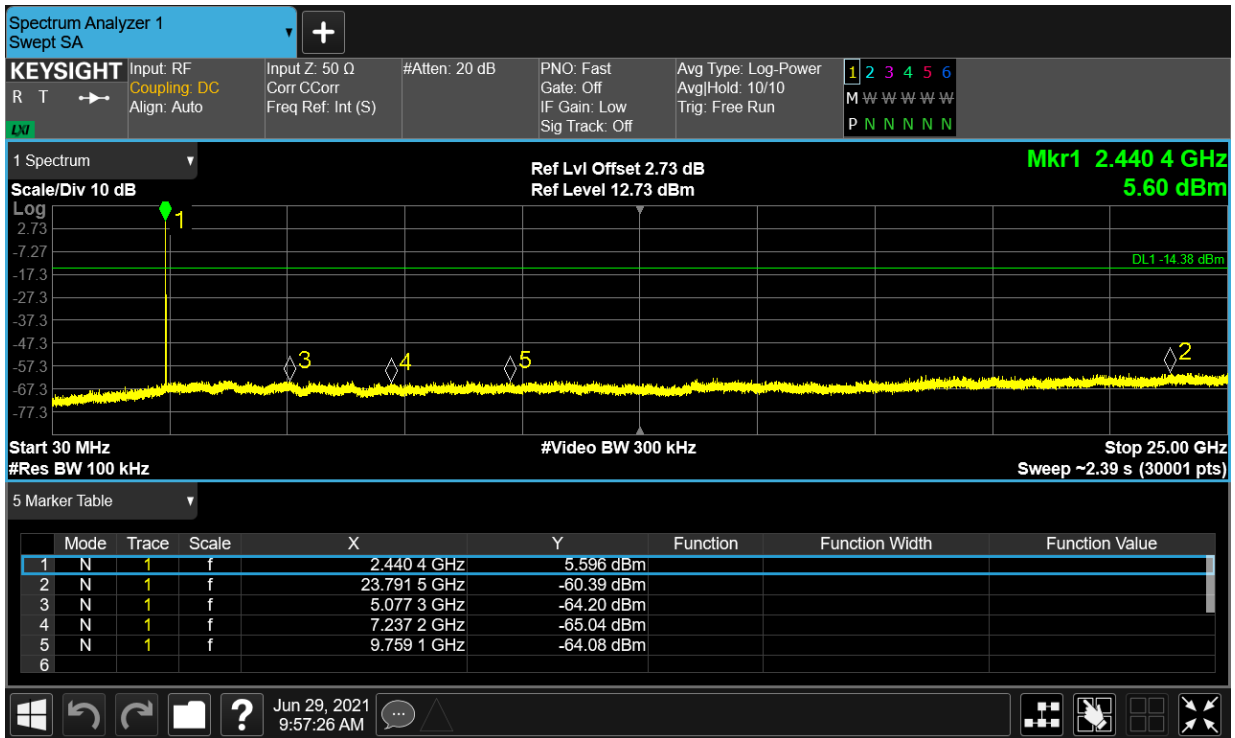 Spectrum Analyzer 1
Swept SA
KEYSIGHT
R T
LXI
Input: RF
Coupling: DC
Align: Auto
Input Z: 50 Ω
Corr CCorr
Freq Ref: Int (S)
#Atten: 20 dB
PNO: Fast
Gate: Off
IF Gain: Low
Sig Track: Off
Avg Type: Log-Power
Avg|Hold: 10/10
Trig: Free Run
1 2 3 4 5 6
M W W W W W
P N N N N N
1 Spectrum
Ref Lvl Offset 2.73 dB
Mkr1 2.440 4 GHz
Scale/Div 10 dB
Ref Level 12.73 dBm
5.60 dBm
Log
2.73
-7.27
-17.3
-27.3
-37.3
-47.3
-57.3
-67.3
-77.3
1
DL1 -14.38 dBm
3
4
5
2
Start 30 MHz
#Video BW 300 kHz
Stop 25.00 GHz
#Res BW 100 kHz
Sweep ~2.39 s (30001 pts)
5 Marker Table
Mode Trace Scale X Y Function Function Width Function Value
1 N 1 f 2.440 4 GHz 5.596 dBm
2 N 1 f 23.791 5 GHz -60.39 dBm
3 N 1 f 5.077 3 GHz -64.20 dBm
4 N 1 f 7.237 2 GHz -65.04 dBm
5 N 1 f 9.759 1 GHz -64.08 dBm
6
?
Jun 29, 2021
9:57:26 AM